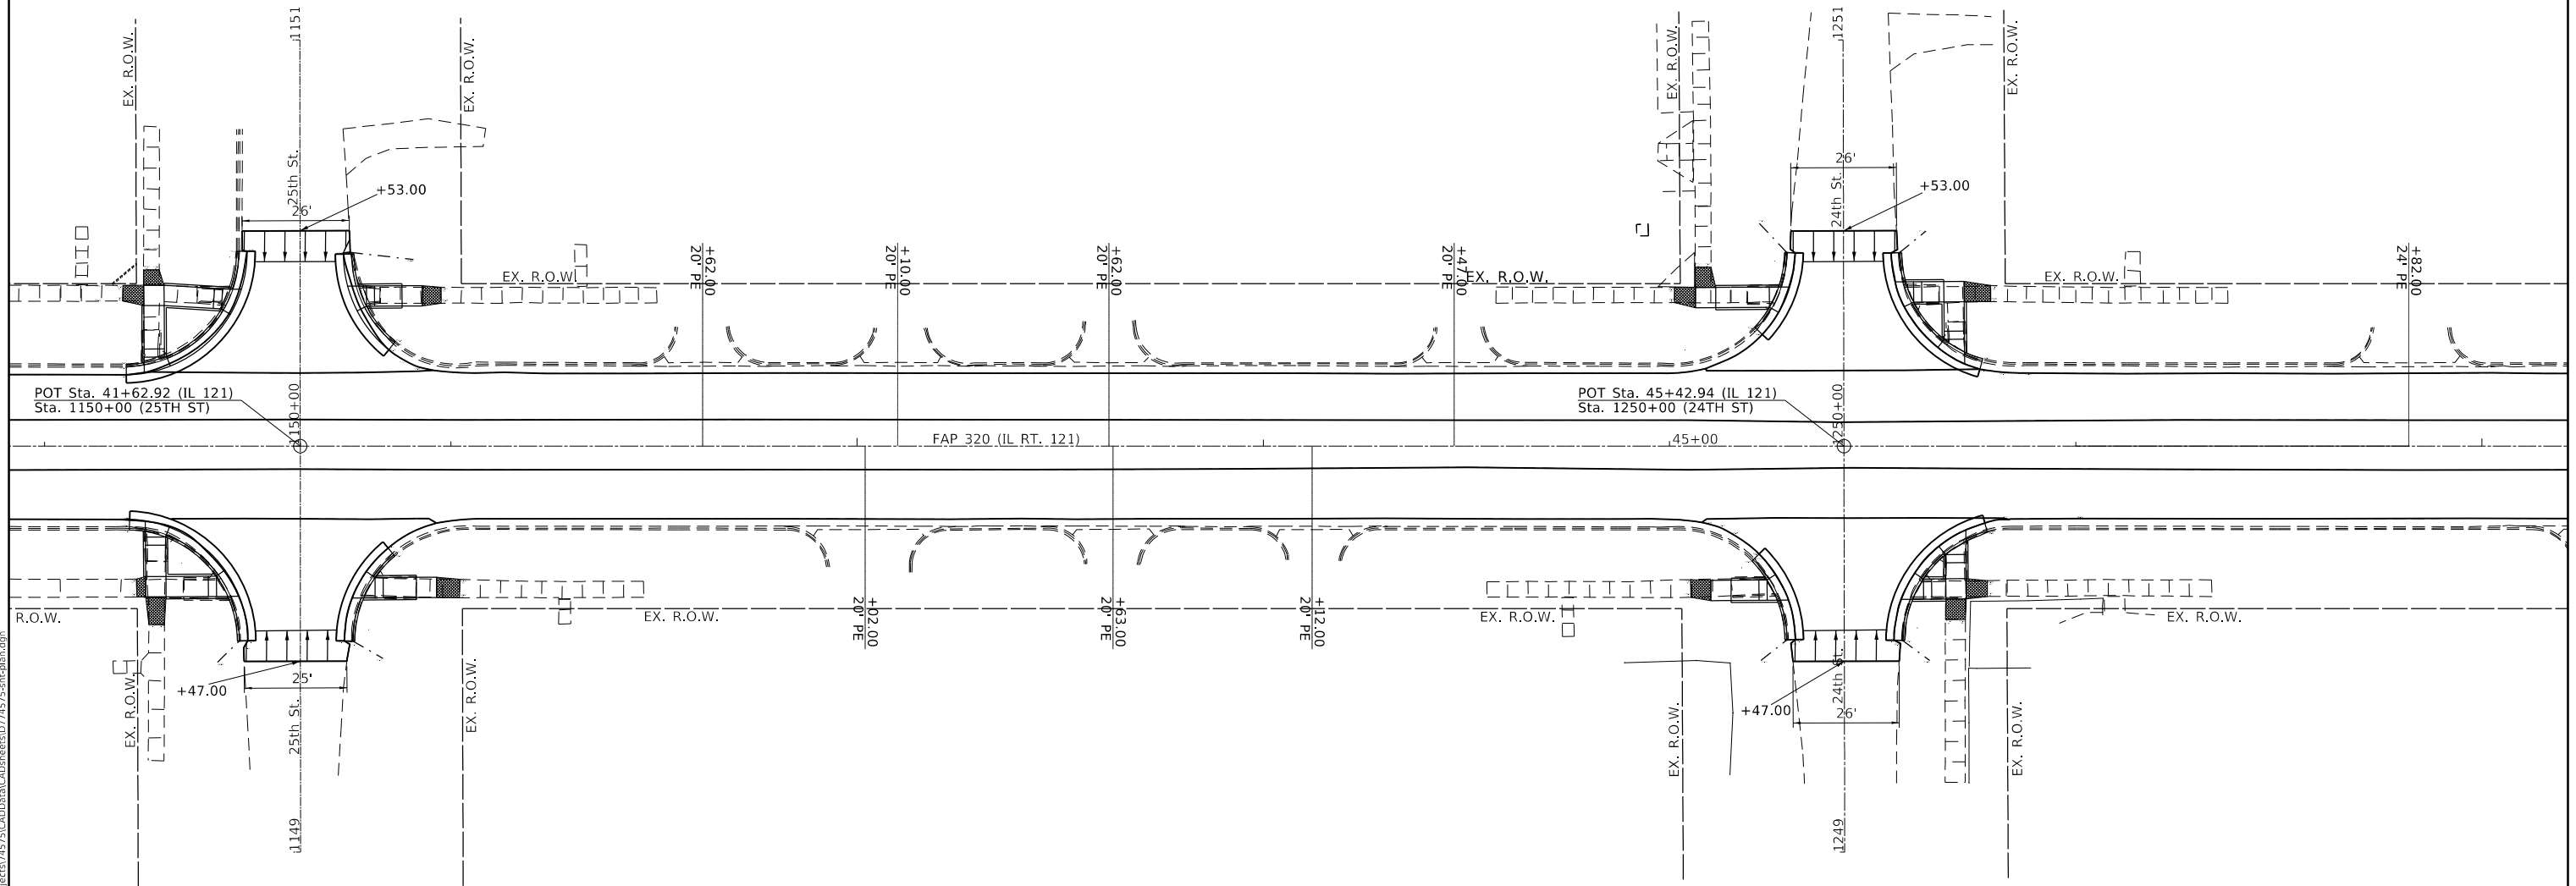 1151
1251
EX. R.O.W.
EX. R.O.W.
EX. R.O.W.
EX. R.O.W.
25th St.
24th St.
26'
26'
+53.00
+53.00
EX. R.O.W.
EX. R.O.W.
EX. R.O.W.
+62.00
20' PE
+10.00
20' PE
+62.00
20' PE
+47.00
20' PE
+82.00
24' PE
POT Sta. 41+62.92 (IL 121)
Sta. 1150+00 (25TH ST)
1150+00
POT Sta. 45+42.94 (IL 121)
Sta. 1250+00 (24TH ST)
1250+00
FAP 320 (IL RT. 121)
45+00
R.O.W.
EX. R.O.W.
EX. R.O.W.
EX. R.O.W.
+02.00
20' PE
+63.00
20' PE
+12.00
20' PE
+47.00
25'
25th St.
+47.00
26'
24th St.
EX. R.O.W.
EX. R.O.W.
EX. R.O.W.
EX. R.O.W.
1149
1249